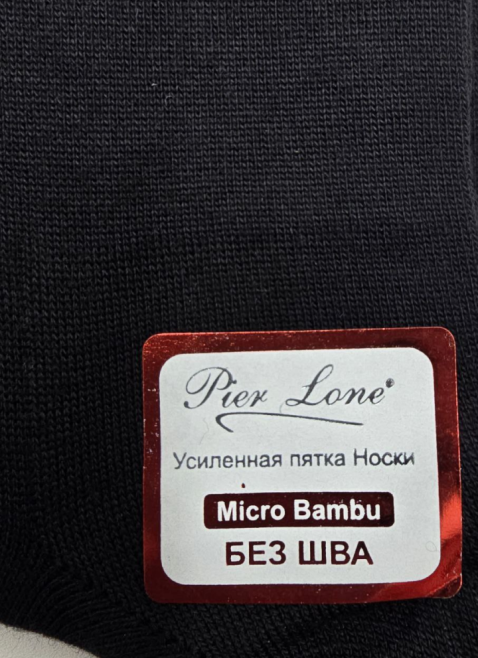 Pier Lone®
Усиленная пятка Носки
Micro Bambu
БЕЗ ШВА